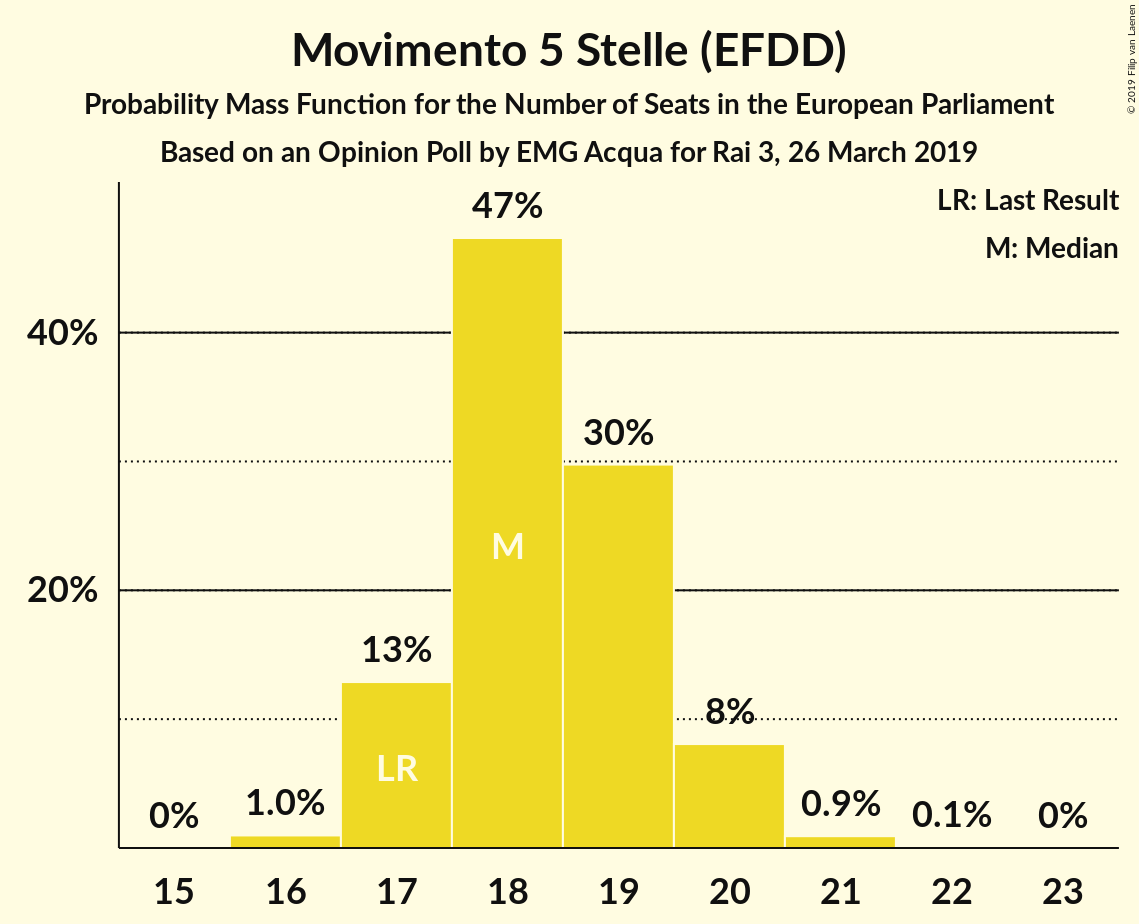 Movimento 5 Stelle (EFDD)
Probability Mass Function for the Number of Seats in the European Parliament
Based on an Opinion Poll by EMG Acqua for Rai 3, 26 March 2019
© 2019 Filip van Laenen
LR: Last Result
M: Median
47%
40%
30%
M
20%
13%
8%
LR
0%
1.0%
0.9%
0.1%
0%
15 16 17 18 19 20 21 22 23